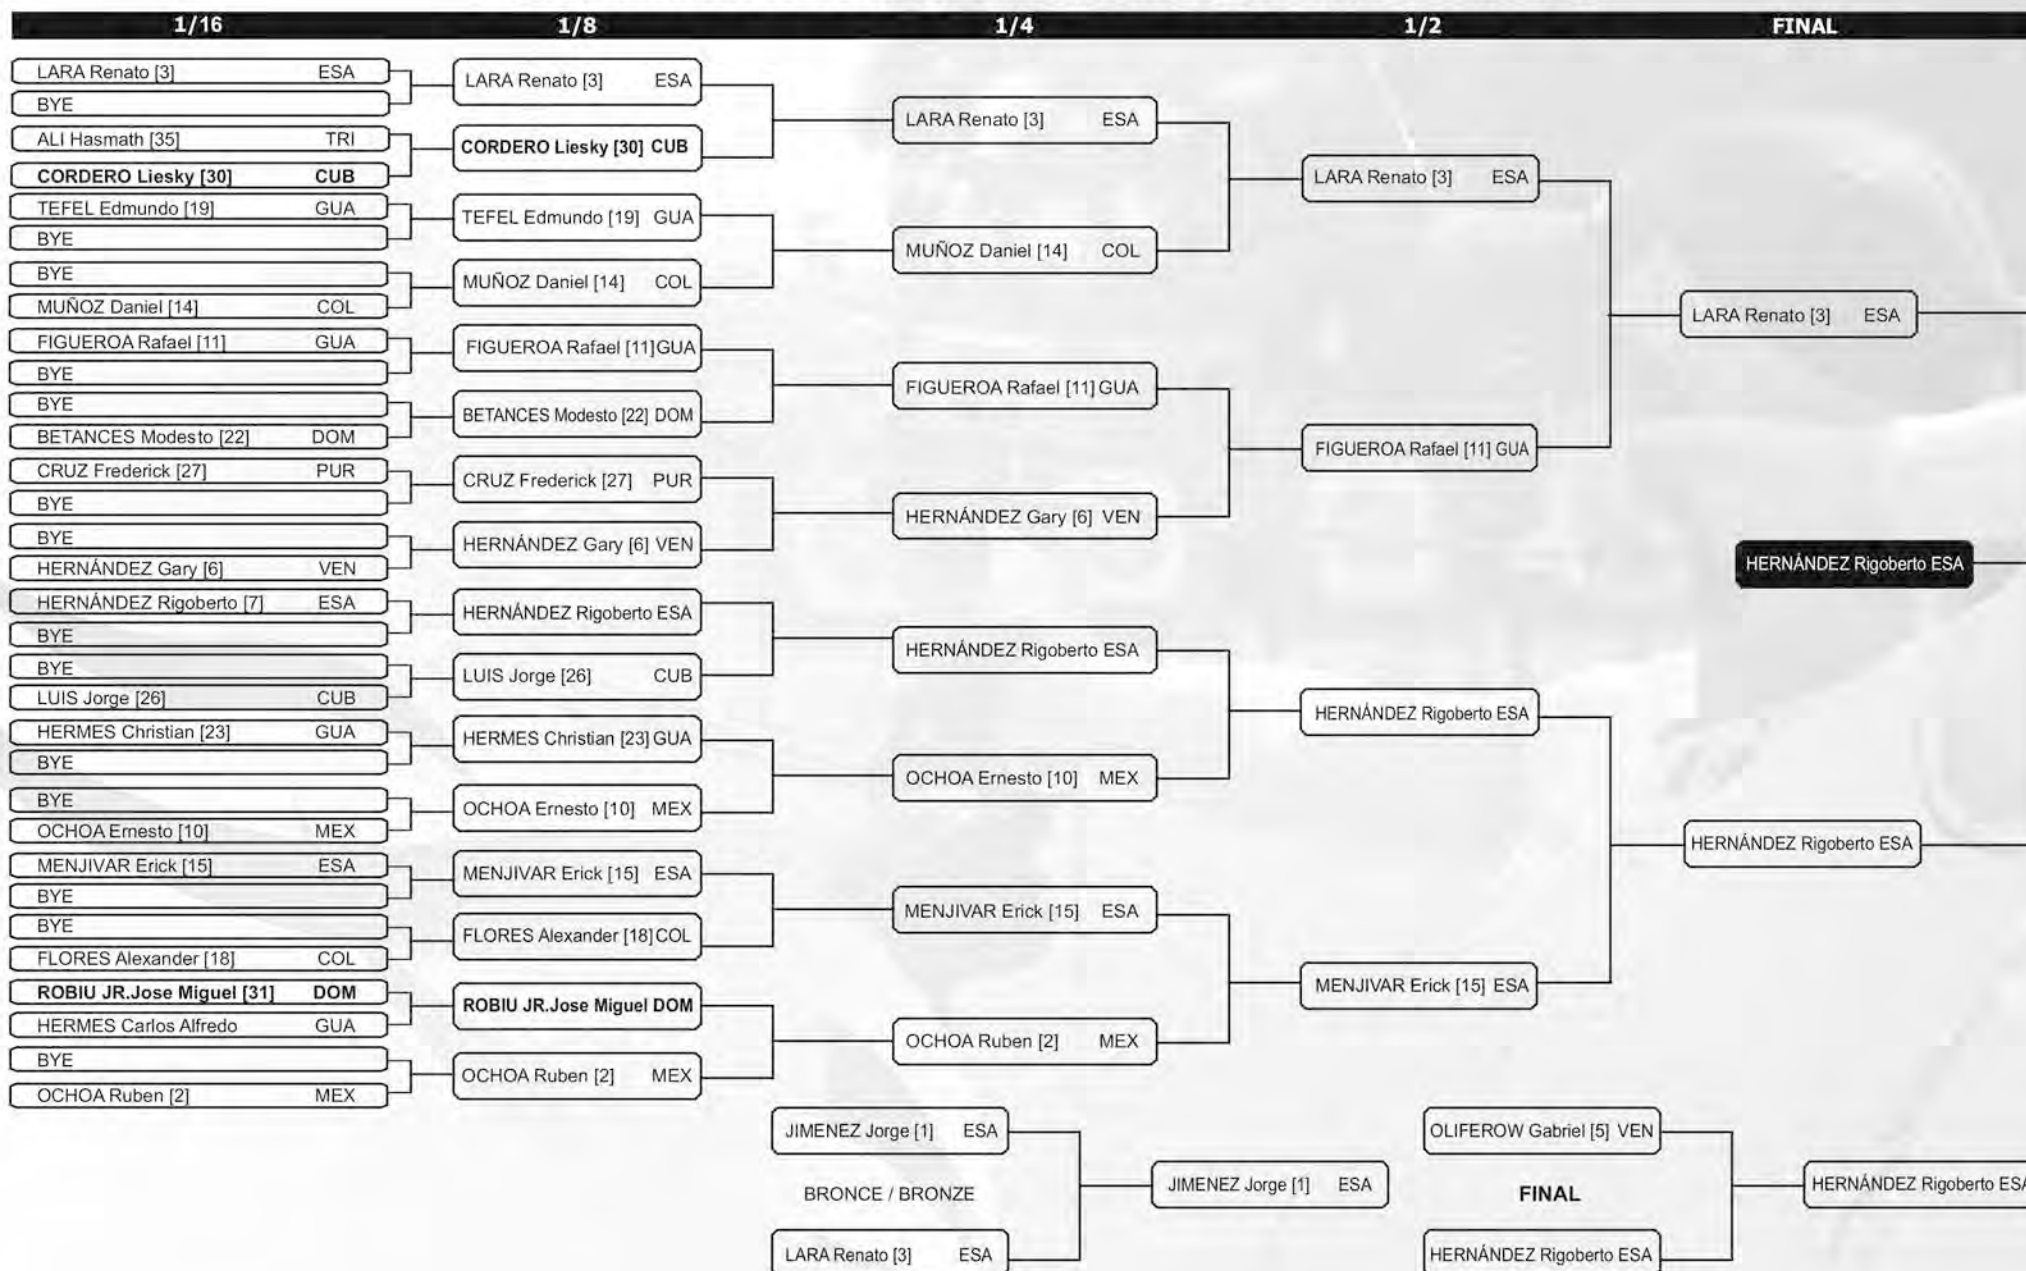 1/16 1/8 1/4 1/2 FINAL
LARA Renato [3] ESA
BYE
ALI Hasmath [35] TRI
CORDERO Liesky [30] CUB
TEFEL Edmundo [19] GUA
BYE
BYE
MUÑOZ Daniel [14] COL
FIGUEROA Rafael [11] GUA
BYE
BYE
BETANCES Modesto [22] DOM
CRUZ Frederick [27] PUR
BYE
BYE
HERNÁNDEZ Gary [6] VEN
HERNÁNDEZ Rigoberto [7] ESA
BYE
BYE
LUIS Jorge [26] CUB
HERMES Christian [23] GUA
BYE
BYE
OCHOA Ernesto [10] MEX
MENJIVAR Erick [15] ESA
BYE
BYE
FLORES Alexander [18] COL
ROBIU JR.Jose Miguel [31] DOM
HERMES Carlos Alfredo GUA
BYE
OCHOA Ruben [2] MEX
LARA Renato [3] ESA
CORDERO Liesky [30] CUB
TEFEL Edmundo [19] GUA
MUÑOZ Daniel [14] COL
FIGUEROA Rafael [11] GUA
BETANCES Modesto [22] DOM
CRUZ Frederick [27] PUR
HERNÁNDEZ Gary [6] VEN
HERNÁNDEZ Rigoberto ESA
LUIS Jorge [26] CUB
HERMES Christian [23] GUA
OCHOA Ernesto [10] MEX
MENJIVAR Erick [15] ESA
FLORES Alexander [18] COL
ROBIU JR.Jose Miguel DOM
OCHOA Ruben [2] MEX
LARA Renato [3] ESA
MUÑOZ Daniel [14] COL
FIGUEROA Rafael [11] GUA
HERNÁNDEZ Gary [6] VEN
HERNÁNDEZ Rigoberto ESA
OCHOA Ernesto [10] MEX
MENJIVAR Erick [15] ESA
OCHOA Ruben [2] MEX
LARA Renato [3] ESA
FIGUEROA Rafael [11] GUA
HERNÁNDEZ Rigoberto ESA
MENJIVAR Erick [15] ESA
LARA Renato [3] ESA
HERNÁNDEZ Rigoberto ESA
HERNÁNDEZ Rigoberto ESA
JIMENEZ Jorge [1] ESA
BRONCE / BRONZE
LARA Renato [3] ESA
JIMENEZ Jorge [1] ESA
OLIFEROW Gabriel [5] VEN
FINAL
HERNÁNDEZ Rigoberto ESA
HERNÁNDEZ Rigoberto ESA